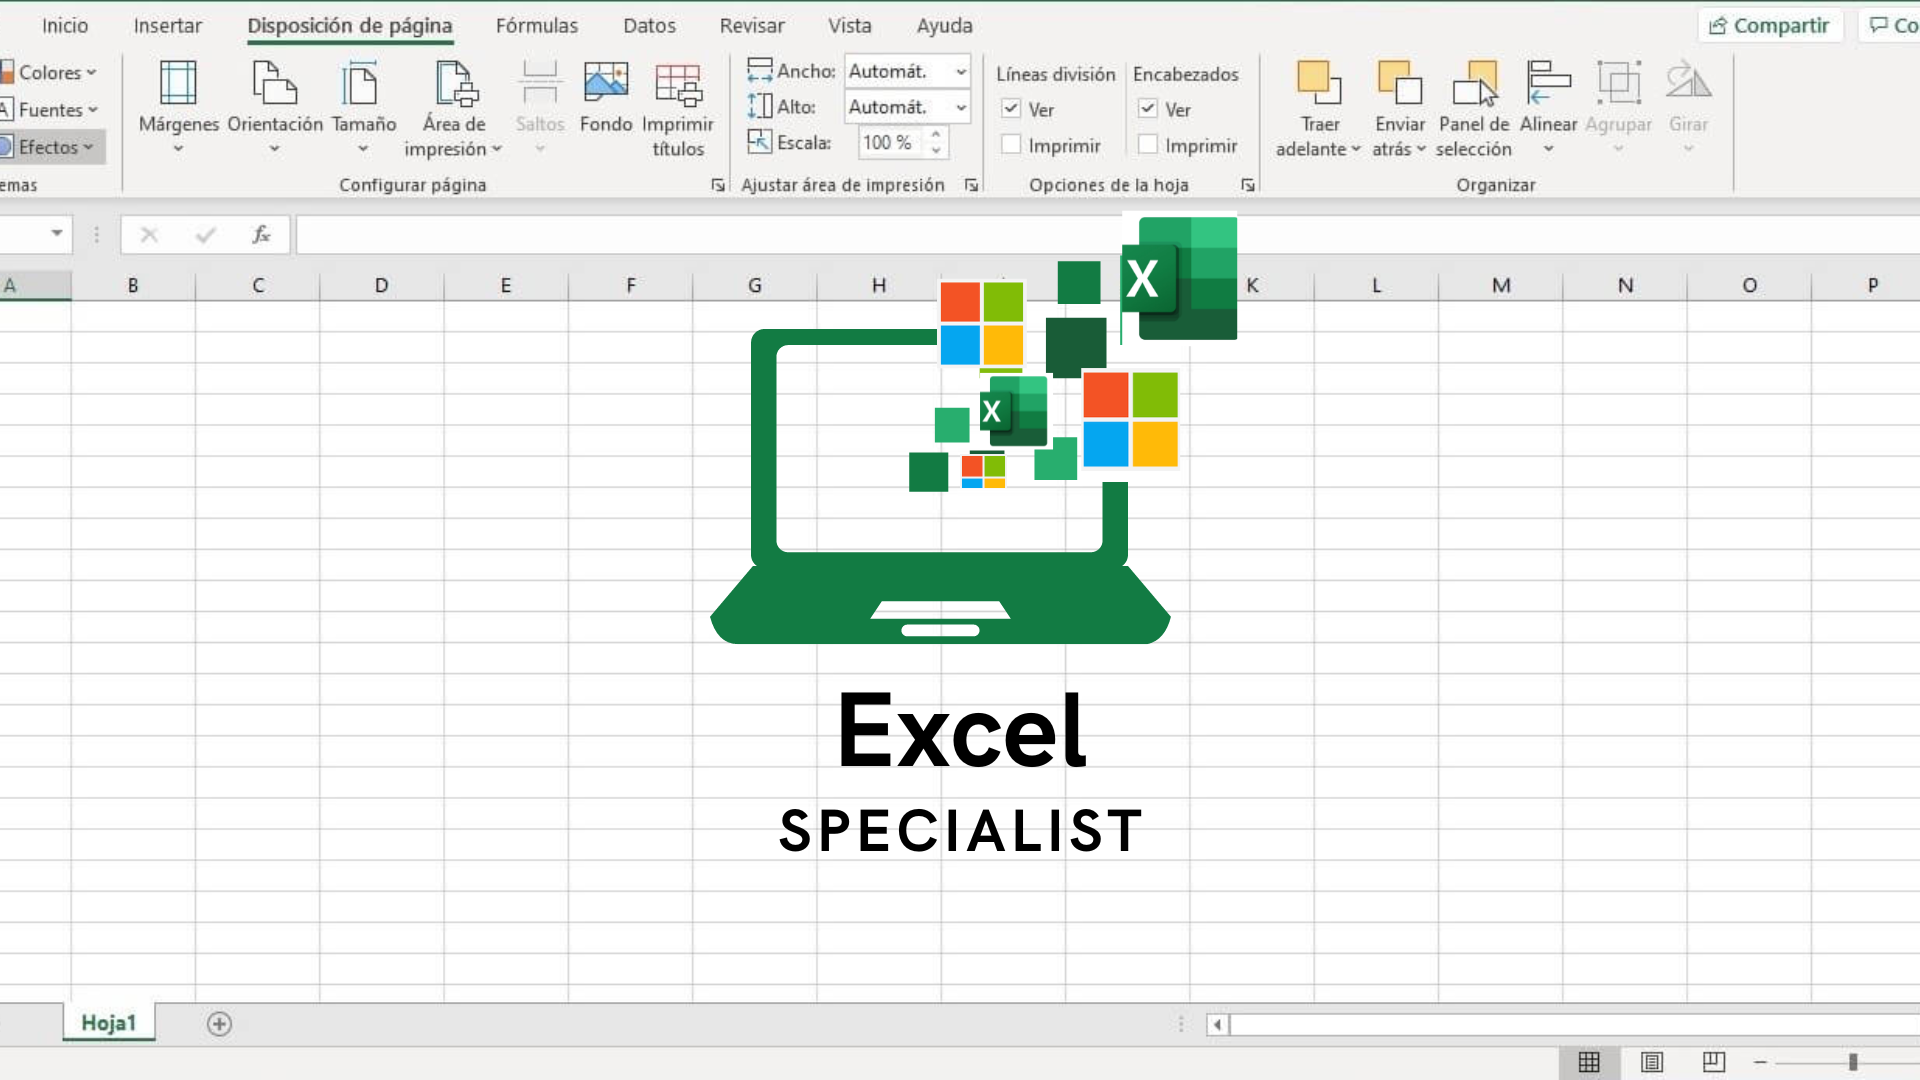 Inicio Insertar Disposición de página Fórmulas Datos Revisar Vista Ayuda Compartir Co
Colores
Fuentes
Efectos
emas
Márgenes Orientación Tamaño Área de impresión Saltos Fondo Imprimir títulos
Configurar página
Ancho: Automát.
Alto: Automát.
Escala: 100 %
Ajustar área de impresión
Líneas división Encabezados
Ver Ver
Imprimir Imprimir
Opciones de la hoja
Traer adelante Enviar atrás Panel de selección Alinear Agrupar Girar
Organizar
fx
A B C D E F G H K L M N O P
X
X
Excel
SPECIALIST
Hoja1